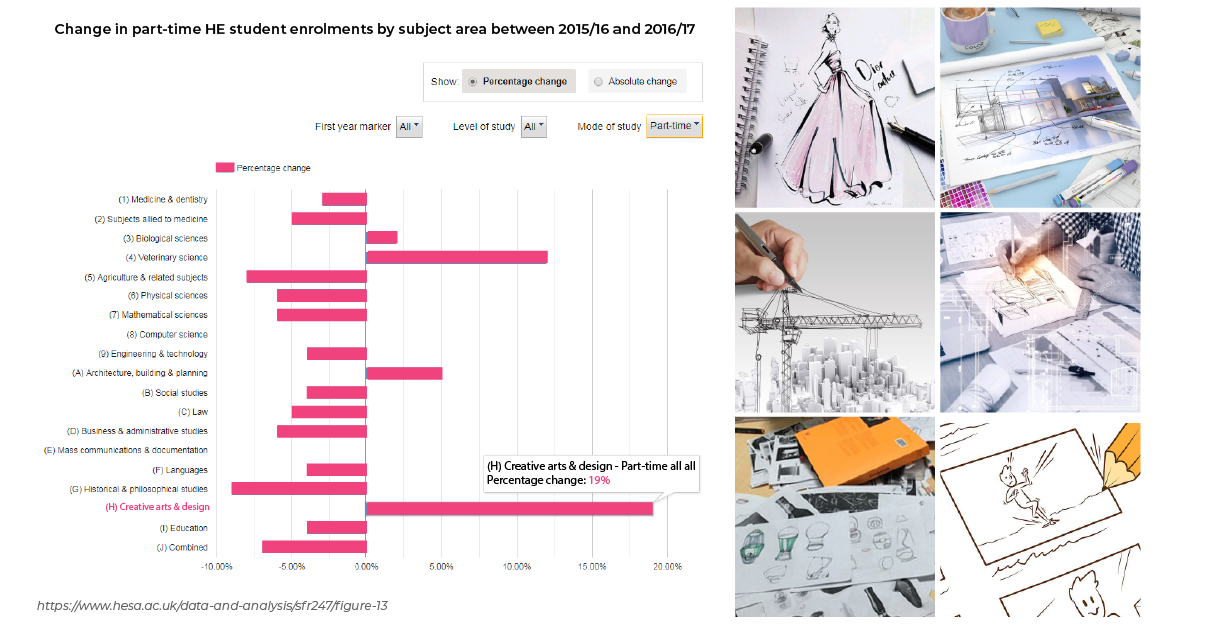 Change in part-time HE student enrolments by subject area between 2015/16 and 2016/17
Show: Percentage change Absolute change
First year marker All Level of study All Mode of study Part-time
Percentage change
(1) Medicine & dentistry
(2) Subjects allied to medicine
(3) Biological sciences
(4) Veterinary science
(5) Agriculture & related subjects
(6) Physical sciences
(7) Mathematical sciences
(8) Computer science
(9) Engineering & technology
(A) Architecture, building & planning
(B) Social studies
(C) Law
(D) Business & administrative studies
(E) Mass communications & documentation
(F) Languages
(G) Historical & philosophical studies
(H) Creative arts & design
(I) Education
(J) Combined
(H) Creative arts & design - Part-time all all
Percentage change: 19%
-10.00% -5.00% 0.00% 5.00% 10.00% 15.00% 20.00%
https://www.hesa.ac.uk/data-and-analysis/sfr247/figure-13
Dior
COLOR